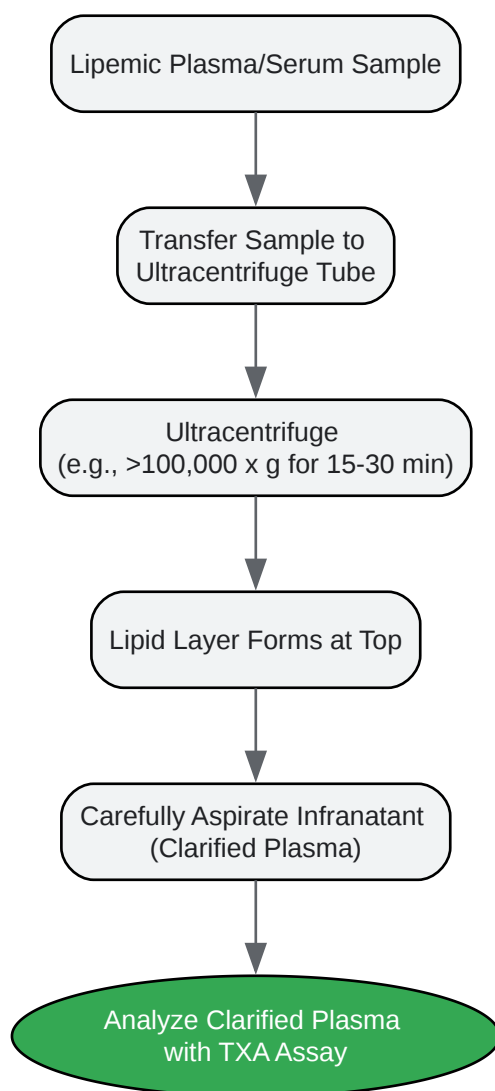 Lipemic Plasma/Serum Sample
Transfer Sample to
Ultracentrifuge Tube
Ultracentrifuge
(e.g., >100,000 x g for 15-30 min)
Lipid Layer Forms at Top
Carefully Aspirate Infranatant
(Clarified Plasma)
Analyze Clarified Plasma
with TXA Assay